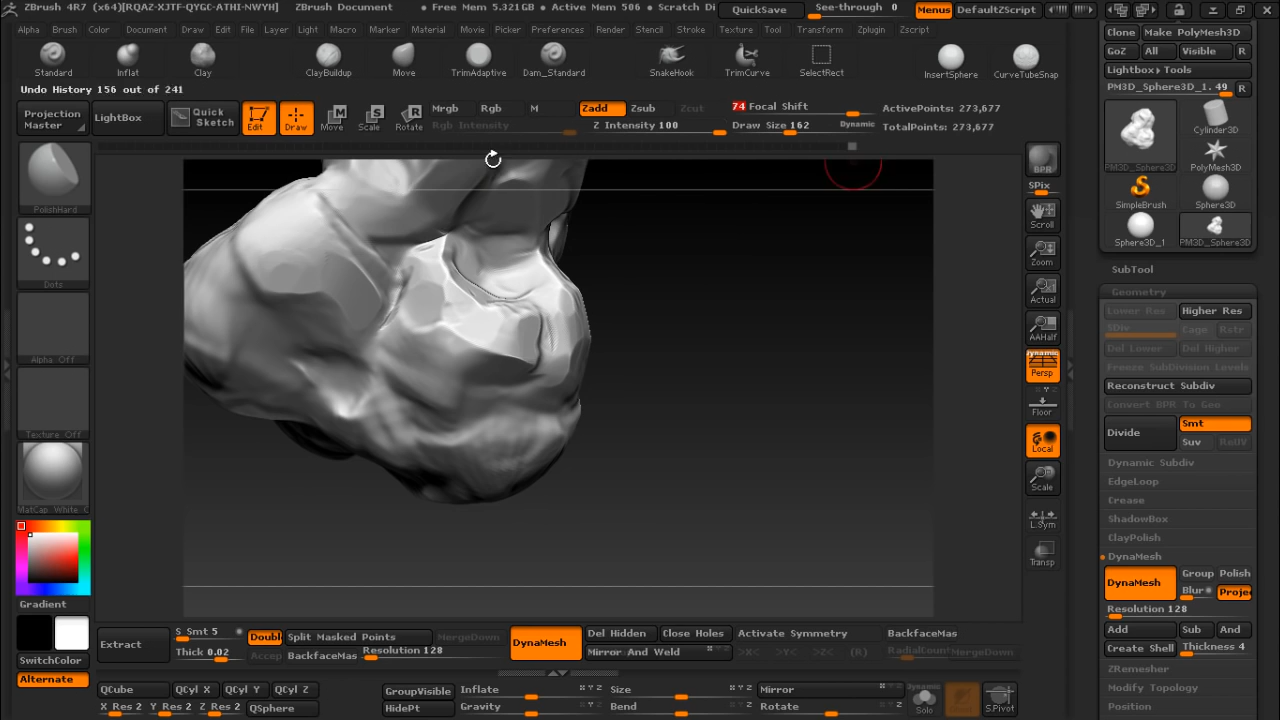 ZBrush 4R7 (x64)[RQAZ-XJTF-QYGC-ATHI-NWYH] ZBrush Document • Free Mem 5.321GB • Active Mem 506 • Scratch Di QuickSave See-through 0 Menus DefaultZScript
Alpha Brush Color Document Draw Edit File Layer Light Macro Marker Material Movie Picker Preferences Render Stencil Stroke Texture Tool Transform Zplugin Zscript
Standard Inflat Clay ClayBuildup Move TrimAdaptive Dam_Standard SnakeHook TrimCurve SelectRect InsertSphere CurveTubeSnap
Undo History 156 out of 241
Projection Master LightBox Quick Sketch Edit Draw Move Scale Rotate
Mrgb Rgb M Zadd Zsub Zcut 74 Focal Shift ActivePoints: 273,677
Rgb Intensity Z Intensity 100 Draw Size 162 Dynamic TotalPoints: 273,677
PolishHard
Dots
Alpha Off
Texture Off
MatCap White C
Gradient
SwitchColor
Alternate
BPR
SPix
Scroll
Zoom
Actual
AAHalf
Dynamic
Persp
Floor
Local
Scale
L.Sym
Transp
Clone Make PolyMesh3D
GoZ All Visible R
Lightbox▸Tools
PM3D_Sphere3D_1. 49 R
Cylinder3D
PM3D_Sphere3D_ PolyMesh3D
SimpleBrush Sphere3D
Sphere3D_1 PM3D_Sphere3D
SubTool
Geometry
Lower Res Higher Res
SDiv Cage Rstr
Del Lower Del Higher
Freeze SubDivision Levels
Reconstruct Subdiv
Convert BPR To Geo
Divide Smt
Suv ReUV
Dynamic Subdiv
EdgeLoop
Crease
ShadowBox
ClayPolish
DynaMesh
DynaMesh Group Polish
Blur Projec
Resolution 128
Add Sub And
Create Shell Thickness 4
ZRemesher
Modify Topology
Position
Extract S Smt 5 Doubl Split Masked Points MergeDown DynaMesh Del Hidden Close Holes Activate Symmetry BackfaceMas
Thick 0.02 Accep BackfaceMas Resolution 128 Mirror And Weld >X< >Y< >Z< (R) RadialCount MergeDown
QCube QCyl X QCyl Y QCyl Z GroupVisible Inflate Size Mirror Dynamic
X Res 2 Y Res 2 Z Res 2 QSphere HidePt Gravity Bend Rotate Solo S.Pivot